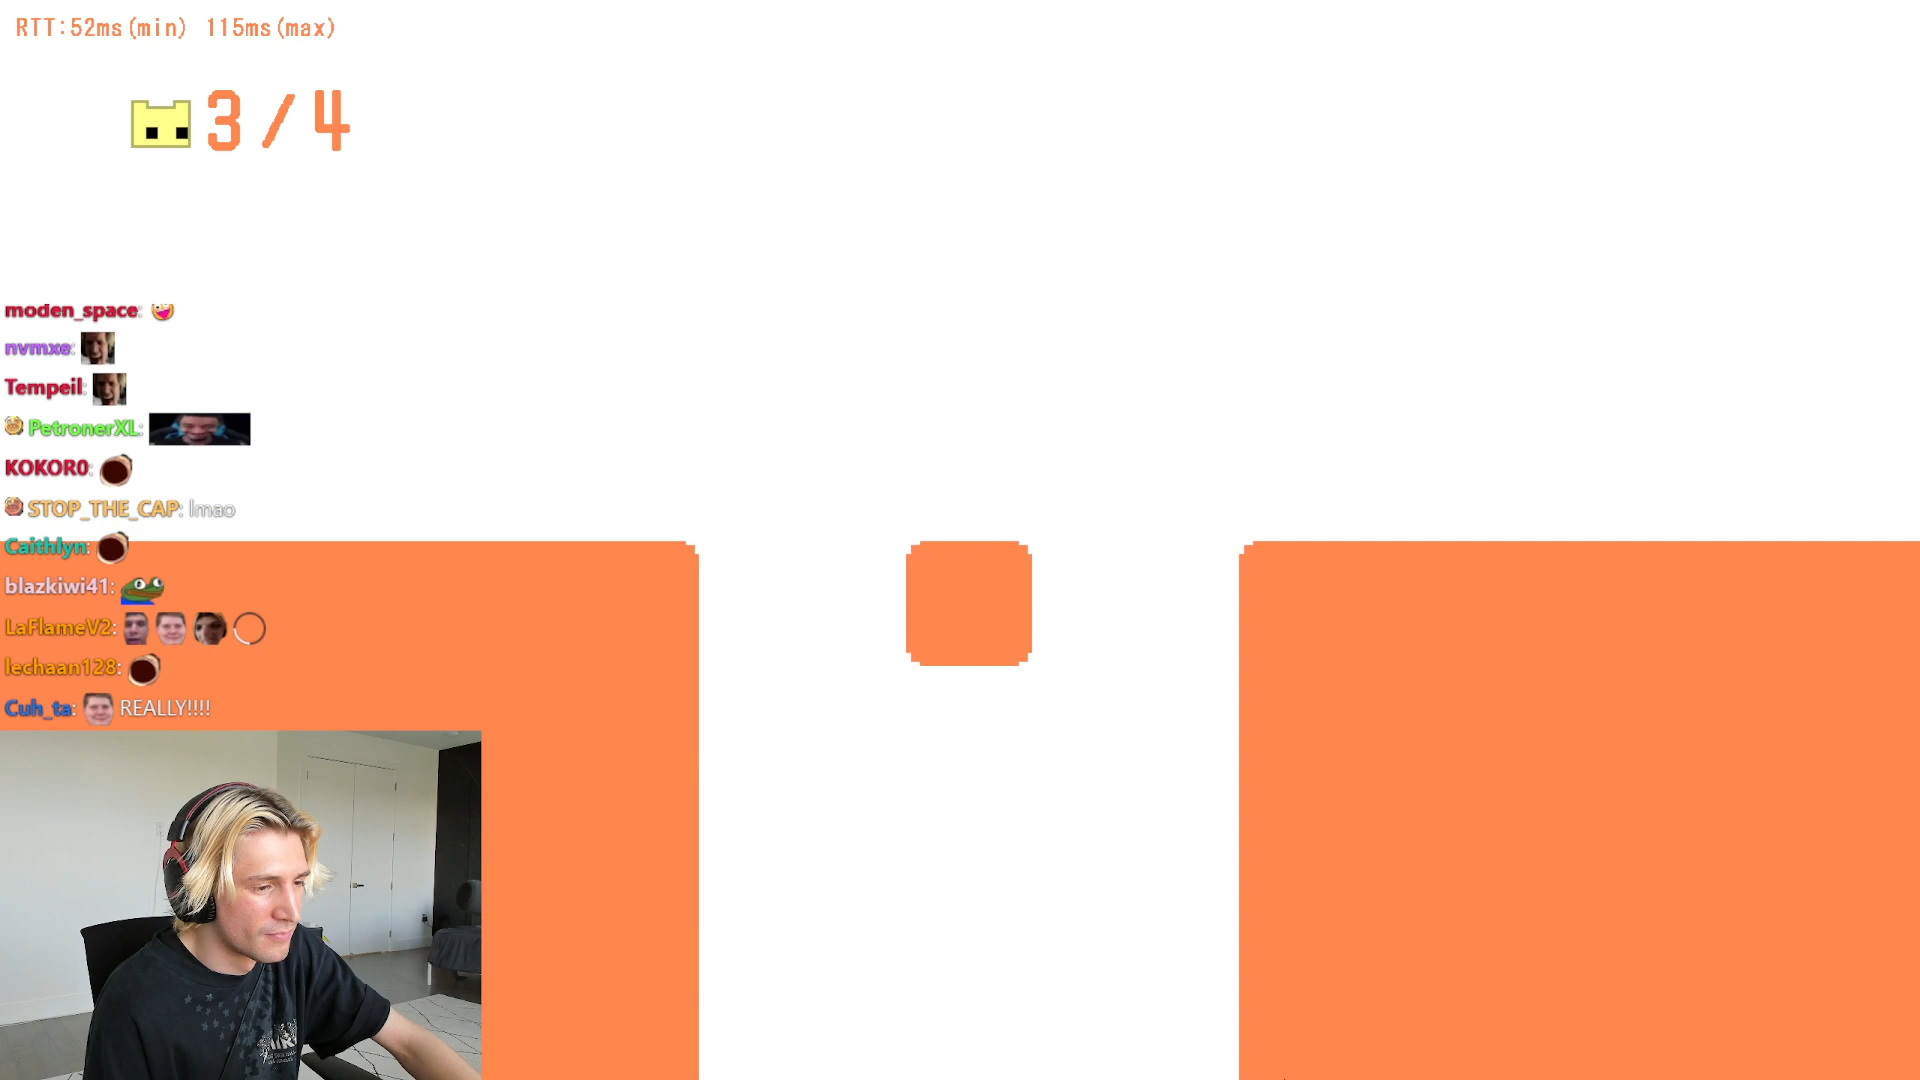 RTT:52ms(min) 115ms(max)
3/4
moden_space:
nvmxe:
Tempeil:
PetronerXL:
KOKOR0:
STOP_THE_CAP: lmao
Caithlyn:
blazkiwi41:
LaFlameV2:
lechaan128:
Cuh_ta: REALLY!!!!